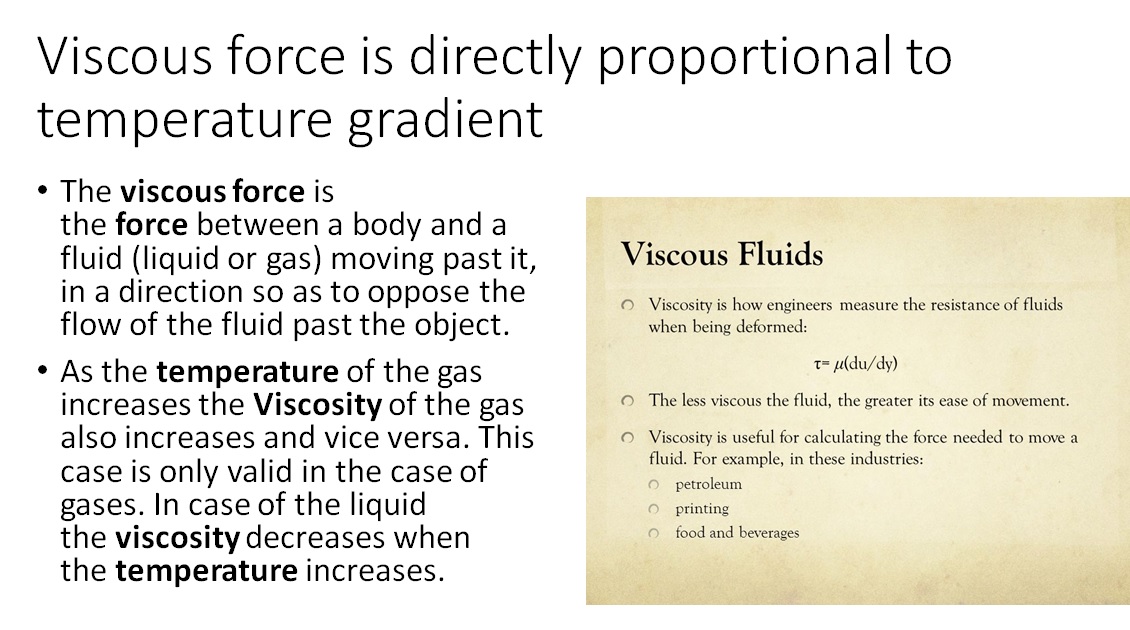 Viscous force is directly proportional to
temperature gradient
• The viscous force is
the force between a body and a
fluid (liquid or gas) moving past it,
in a direction so as to oppose the
flow of the fluid past the object.
• As the temperature of the gas
increases the Viscosity of the gas
also increases and vice versa. This
case is only valid in the case of
gases. In case of the liquid
the viscosity decreases when
the temperature increases.
Viscous Fluids
Viscosity is how engineers measure the resistance of fluids
when being deformed:
τ= μ(du/dy)
The less viscous the fluid, the greater its ease of movement.
Viscosity is useful for calculating the force needed to move a
fluid. For example, in these industries:
petroleum
printing
food and beverages